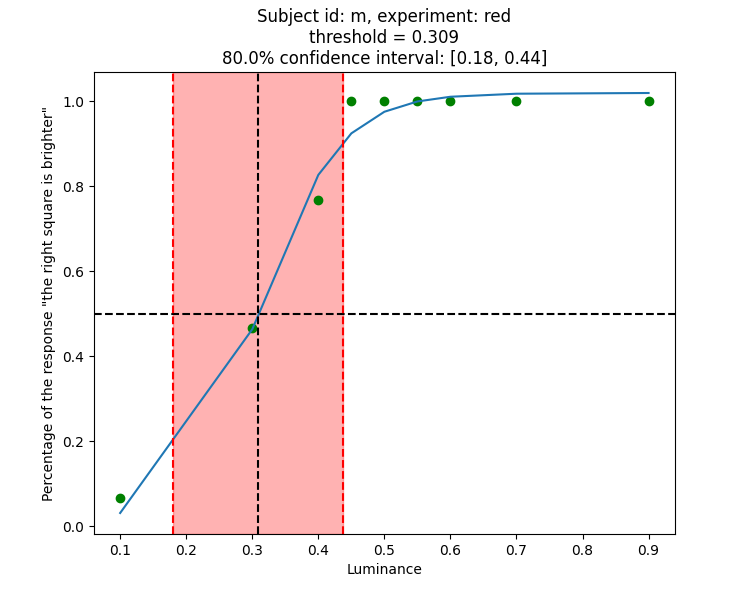 Subject id: m, experiment: red
threshold = 0.309
80.0% confidence interval: [0.18, 0.44]
Percentage of the response "the right square is brighter"
1.0
0.8
0.6
0.4
0.2
0.0
0.1 0.2 0.3 0.4 0.5 0.6 0.7 0.8 0.9
Luminance